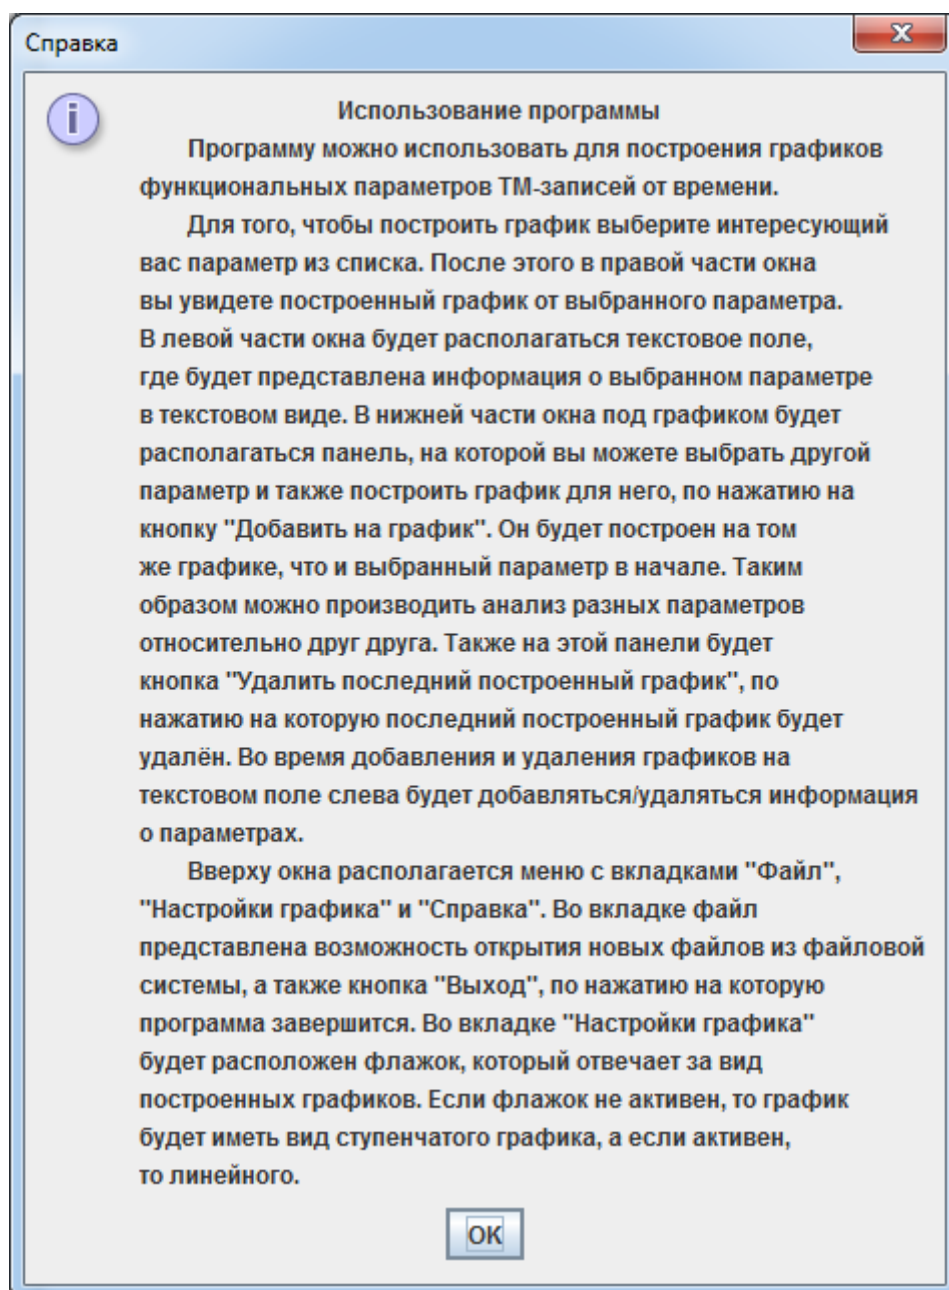 Справка
Использование программы
Программу можно использовать для построения графиков
функциональных параметров ТМ-записей от времени.
Для того, чтобы построить график выберите интересующий
вас параметр из списка. После этого в правой части окна
вы увидете построенный график от выбранного параметра.
В левой части окна будет располагаться текстовое поле,
где будет представлена информация о выбранном параметре
в текстовом виде. В нижней части окна под графиком будет
располагаться панель, на которой вы можете выбрать другой
параметр и также построить график для него, по нажатию на
кнопку "Добавить на график". Он будет построен на том
же графике, что и выбранный параметр в начале. Таким
образом можно производить анализ разных параметров
относительно друг друга. Также на этой панели будет
кнопка "Удалить последний построенный график", по
нажатию на которую последний построенный график будет
удалён. Во время добавления и удаления графиков на
текстовом поле слева будет добавляться/удаляться информация
о параметрах.
Вверху окна располагается меню с вкладками "Файл",
"Настройки графика" и "Справка". Во вкладке файл
представлена возможность открытия новых файлов из файловой
системы, а также кнопка "Выход", по нажатию на которую
программа завершится. Во вкладке "Настройки графика"
будет расположен флажок, который отвечает за вид
построенных графиков. Если флажок не активен, то график
будет иметь вид ступенчатого графика, а если активен,
то линейного.
OK